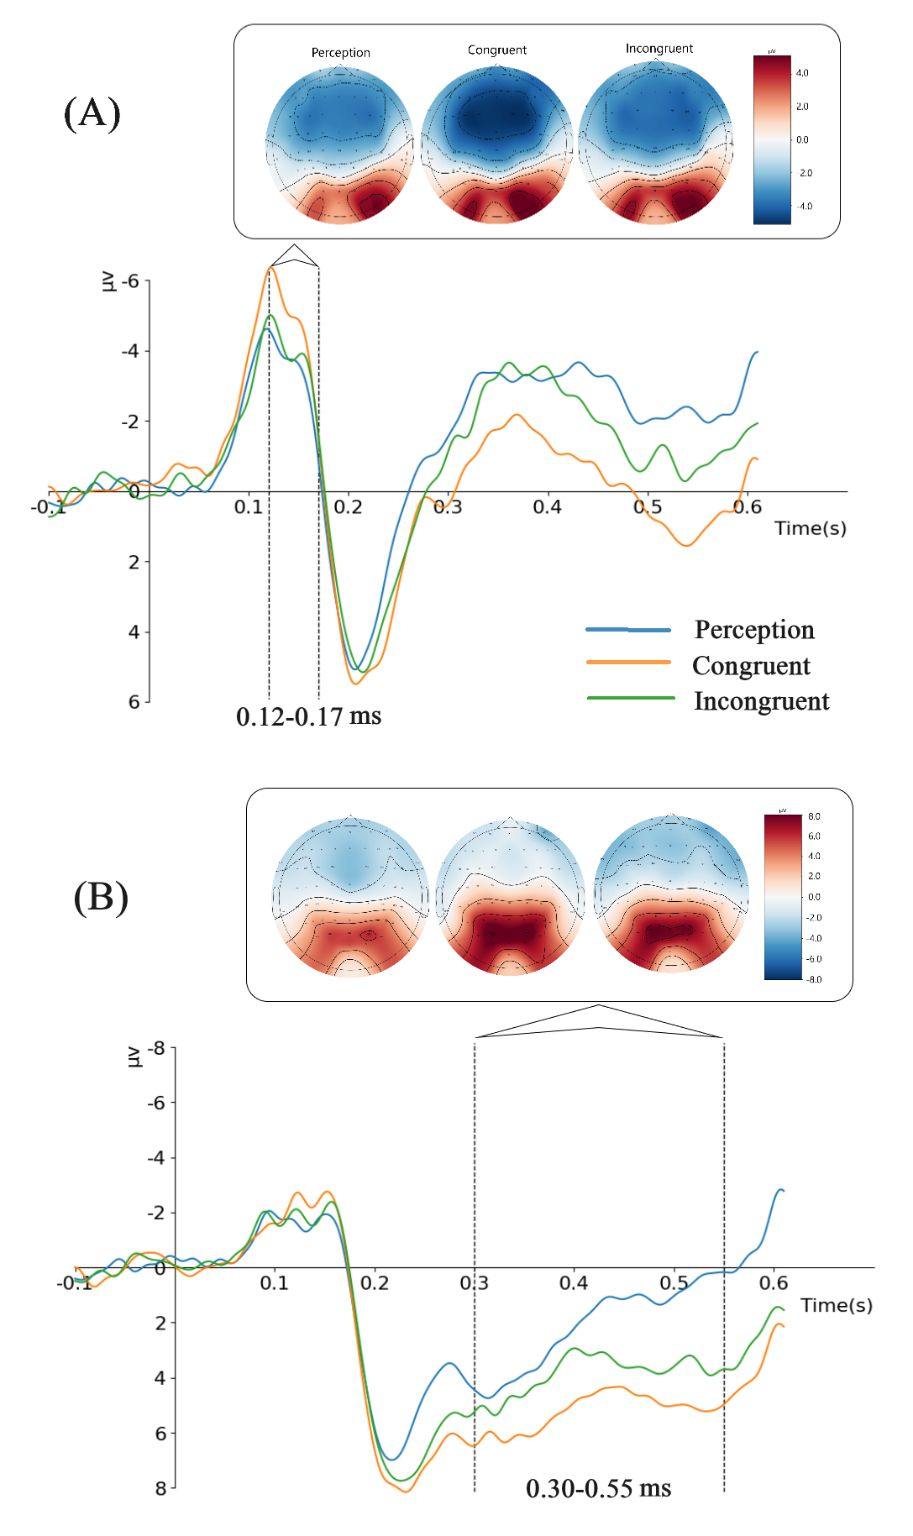 (A)
Perception
Congruent
Incongruent
μv
4.0
2.0
0.0
2.0
-4.0
μv
-6
-4
-2
0
2
4
6
-0.1
0.1
0.2
0.3
0.4
0.5
0.6
Time(s)
Perception
Congruent
Incongruent
0.12-0.17 ms
(B)
μv
8.0
6.0
4.0
2.0
0.0
-2.0
-4.0
-6.0
-8.0
μv
-8
-6
-4
-2
0
2
4
6
8
-0.1
0.1
0.2
0.3
0.4
0.5
0.6
Time(s)
0.30-0.55 ms